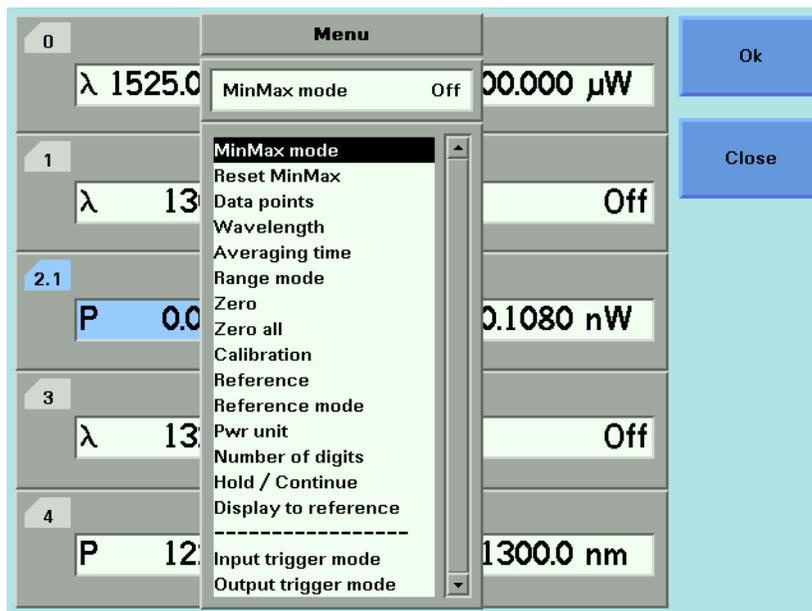 Menu
MinMax mode Off
MinMax mode
Reset MinMax
Data points
Wavelength
Averaging time
Range mode
Zero
Zero all
Calibration
Reference
Reference mode
Pwr unit
Number of digits
Hold / Continue
Display to reference
-----------------
Input trigger mode
Output trigger mode
0
λ 1525.0 00.000 µW
1
λ 13 Off
2.1
P 0.0 0.1080 nW
3
λ 13 Off
4
P 12 1300.0 nm
Ok
Close